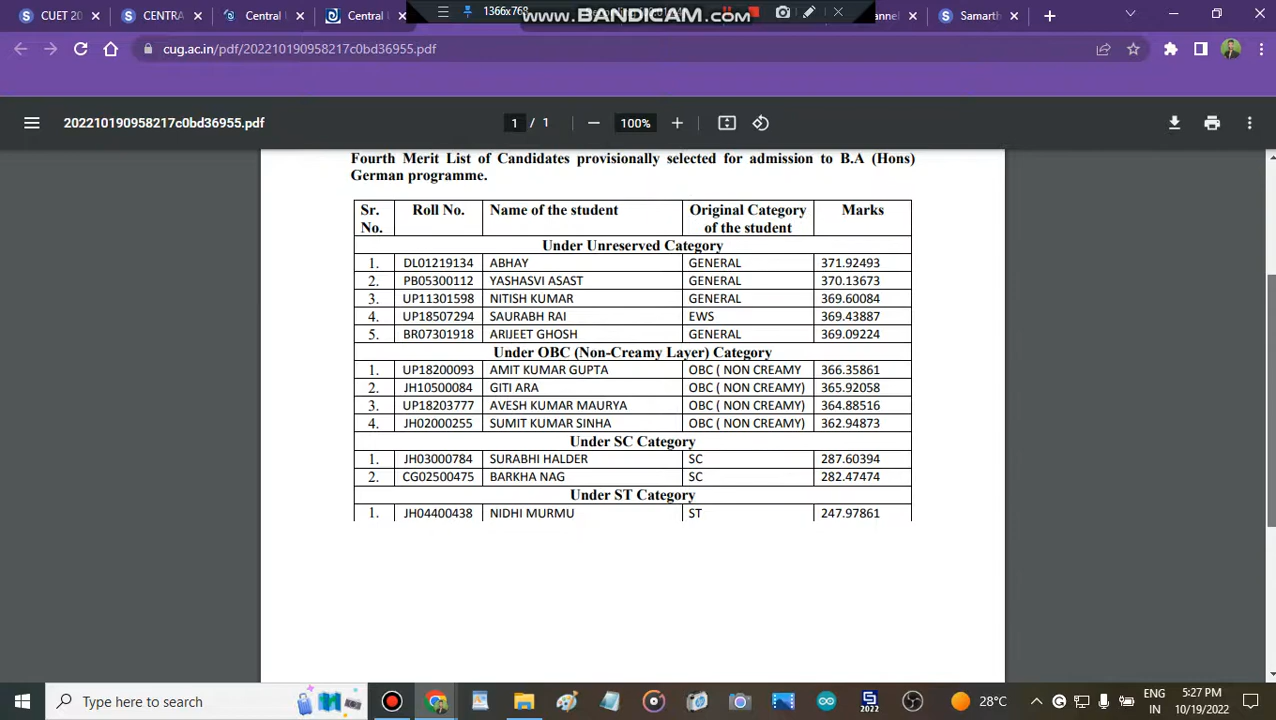 CUET 20
CENTRA
Central U
Central U
1366x768
www.BANDICAM.com
annel
Samarth
cug.ac.in/pdf/202210190958217c0bd36955.pdf
202210190958217c0bd36955.pdf
1 / 1
100%
Fourth Merit List of Candidates provisionally selected for admission to B.A (Hons)
German programme.
Sr. No. Roll No. Name of the student Original Category of the student Marks
Under Unreserved Category
1. DL01219134 ABHAY GENERAL 371.92493
2. PB05300112 YASHASVI ASAST GENERAL 370.13673
3. UP11301598 NITISH KUMAR GENERAL 369.60084
4. UP18507294 SAURABH RAI EWS 369.43887
5. BR07301918 ARIJEET GHOSH GENERAL 369.09224
Under OBC (Non-Creamy Layer) Category
1. UP18200093 AMIT KUMAR GUPTA OBC ( NON CREAMY 366.35861
2. JH10500084 GITI ARA OBC ( NON CREAMY) 365.92058
3. UP18203777 AVESH KUMAR MAURYA OBC ( NON CREAMY) 364.88516
4. JH02000255 SUMIT KUMAR SINHA OBC ( NON CREAMY) 362.94873
Under SC Category
1. JH03000784 SURABHI HALDER SC 287.60394
2. CG02500475 BARKHA NAG SC 282.47474
Under ST Category
1. JH04400438 NIDHI MURMU ST 247.97861
Type here to search
2022
28°C
ENG
IN
5:27 PM
10/19/2022